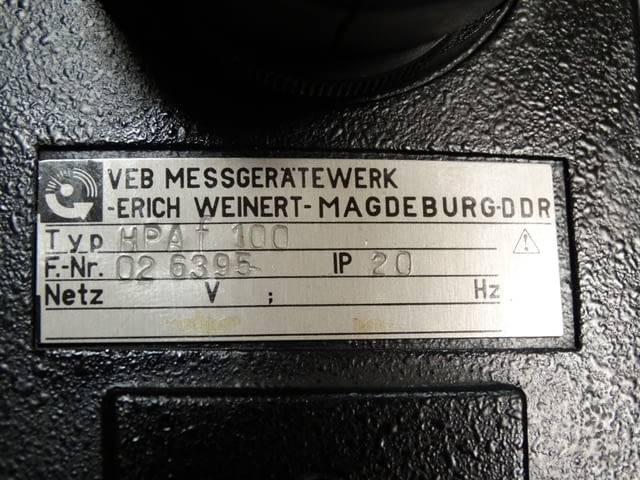 VEB MESSGERÄTEWERK
-ERICH WEINERT-MAGDEBURG-DDR
Typ HPAf 100
F.-Nr. 02 6395 IP 20
Netz V ; Hz